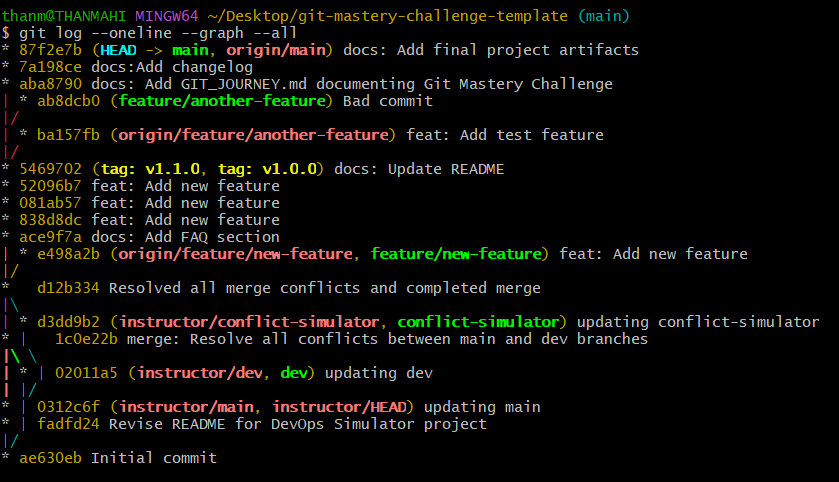 thanm@THANMAHI MINGW64 ~/Desktop/git-mastery-challenge-template (main)
$ git log --oneline --graph --all
* 87f2e7b (HEAD -> main, origin/main) docs: Add final project artifacts
* 7a198ce docs:Add changelog
* aba8790 docs: Add GIT_JOURNEY.md documenting Git Mastery Challenge
| * ab8dcb0 (feature/another-feature) Bad commit
|/
| * ba157fb (origin/feature/another-feature) feat: Add test feature
|/
* 5469702 (tag: v1.1.0, tag: v1.0.0) docs: Update README
* 52096b7 feat: Add new feature
* 081ab57 feat: Add new feature
* 838d8dc feat: Add new feature
* ace9f7a docs: Add FAQ section
| * e498a2b (origin/feature/new-feature, feature/new-feature) feat: Add new feature
|/
*   d12b334 Resolved all merge conflicts and completed merge
|\
| * d3dd9b2 (instructor/conflict-simulator, conflict-simulator) updating conflict-simulator
* |   1c0e22b merge: Resolve all conflicts between main and dev branches
|\ \
| * | 02011a5 (instructor/dev, dev) updating dev
| |/
* | 0312c6f (instructor/main, instructor/HEAD) updating main
* | fadfd24 Revise README for DevOps Simulator project
|/
* ae630eb Initial commit